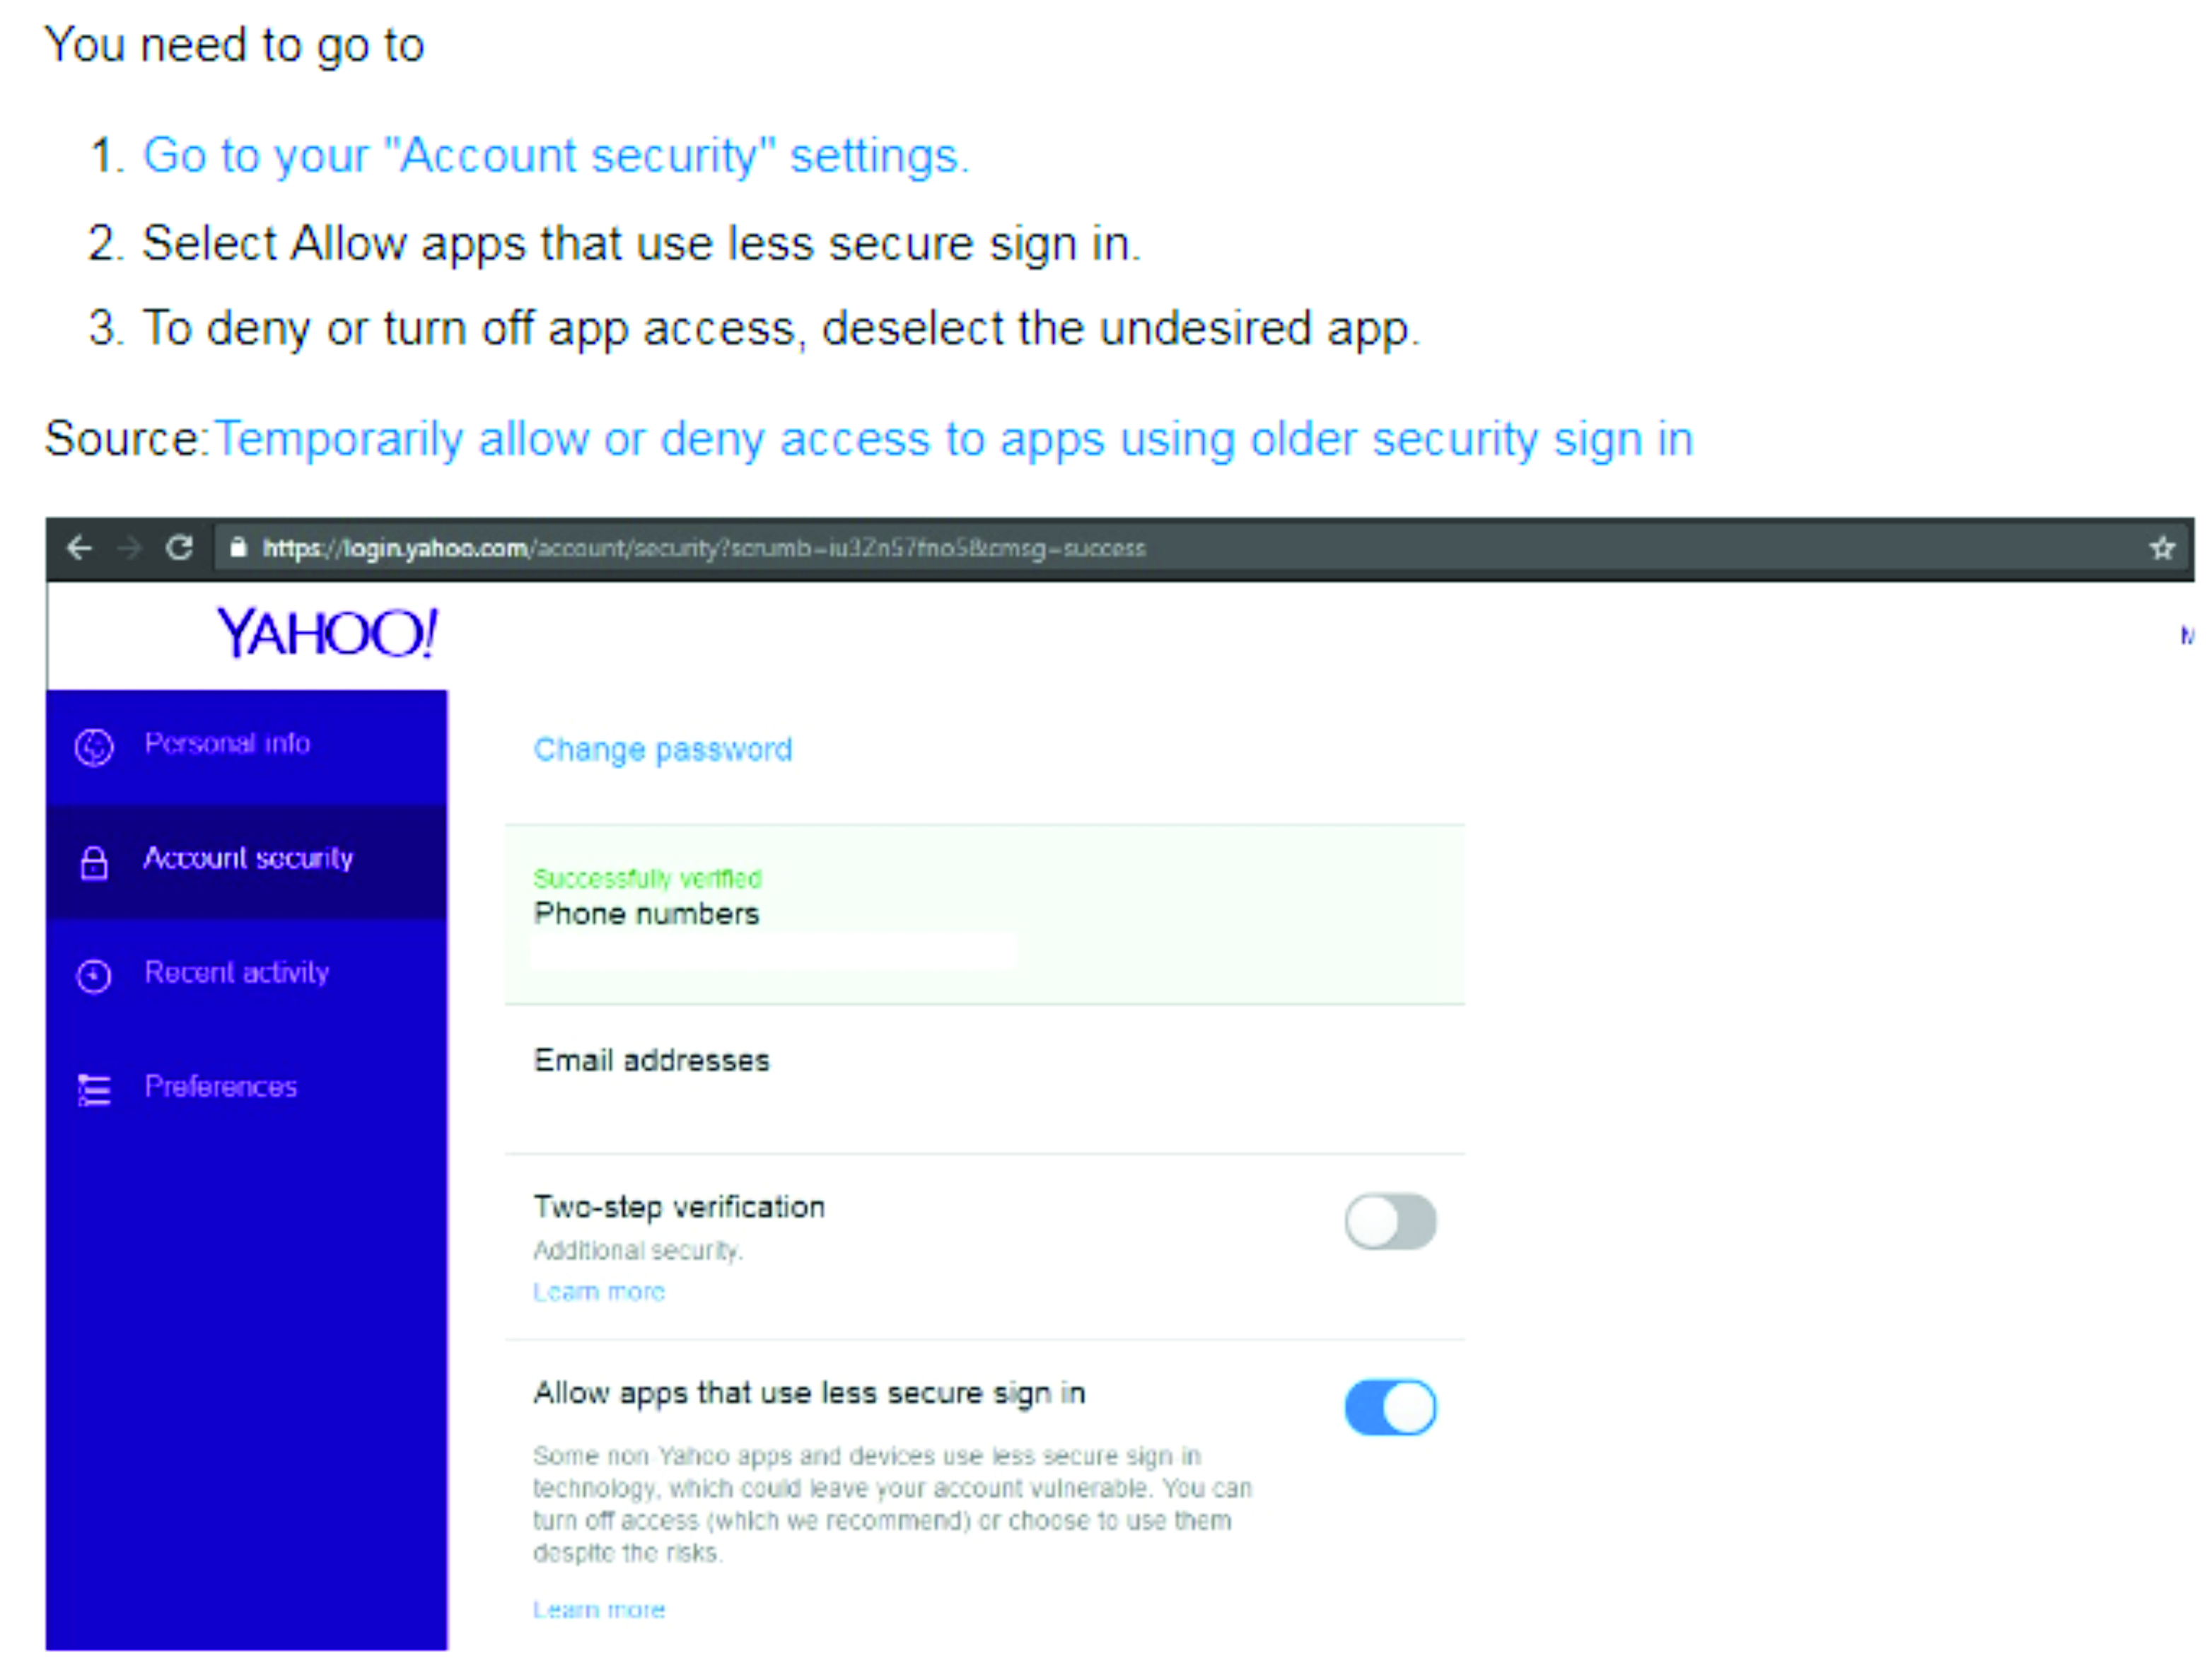 You need to go to
1. Go to your "Account security" settings.
2. Select Allow apps that use less secure sign in.
3. To deny or turn off app access, deselect the undesired app.
Source:Temporarily allow or deny access to apps using older security sign in
https://login.yahoo.com/account/security?scrumb=iu3Zn57fno5&cmsg=success
YAHOO!
M
Personal info
Account security
Recent activity
Preferences
Change password
Successfully verified
Phone numbers
Email addresses
Two-step verification
Additional security.
Learn more
Allow apps that use less secure sign in
Some non Yahoo apps and devices use less secure sign in
technology, which could leave your account vulnerable. You can
turn off access (which we recommend) or choose to use them
despite the risks.
Learn more